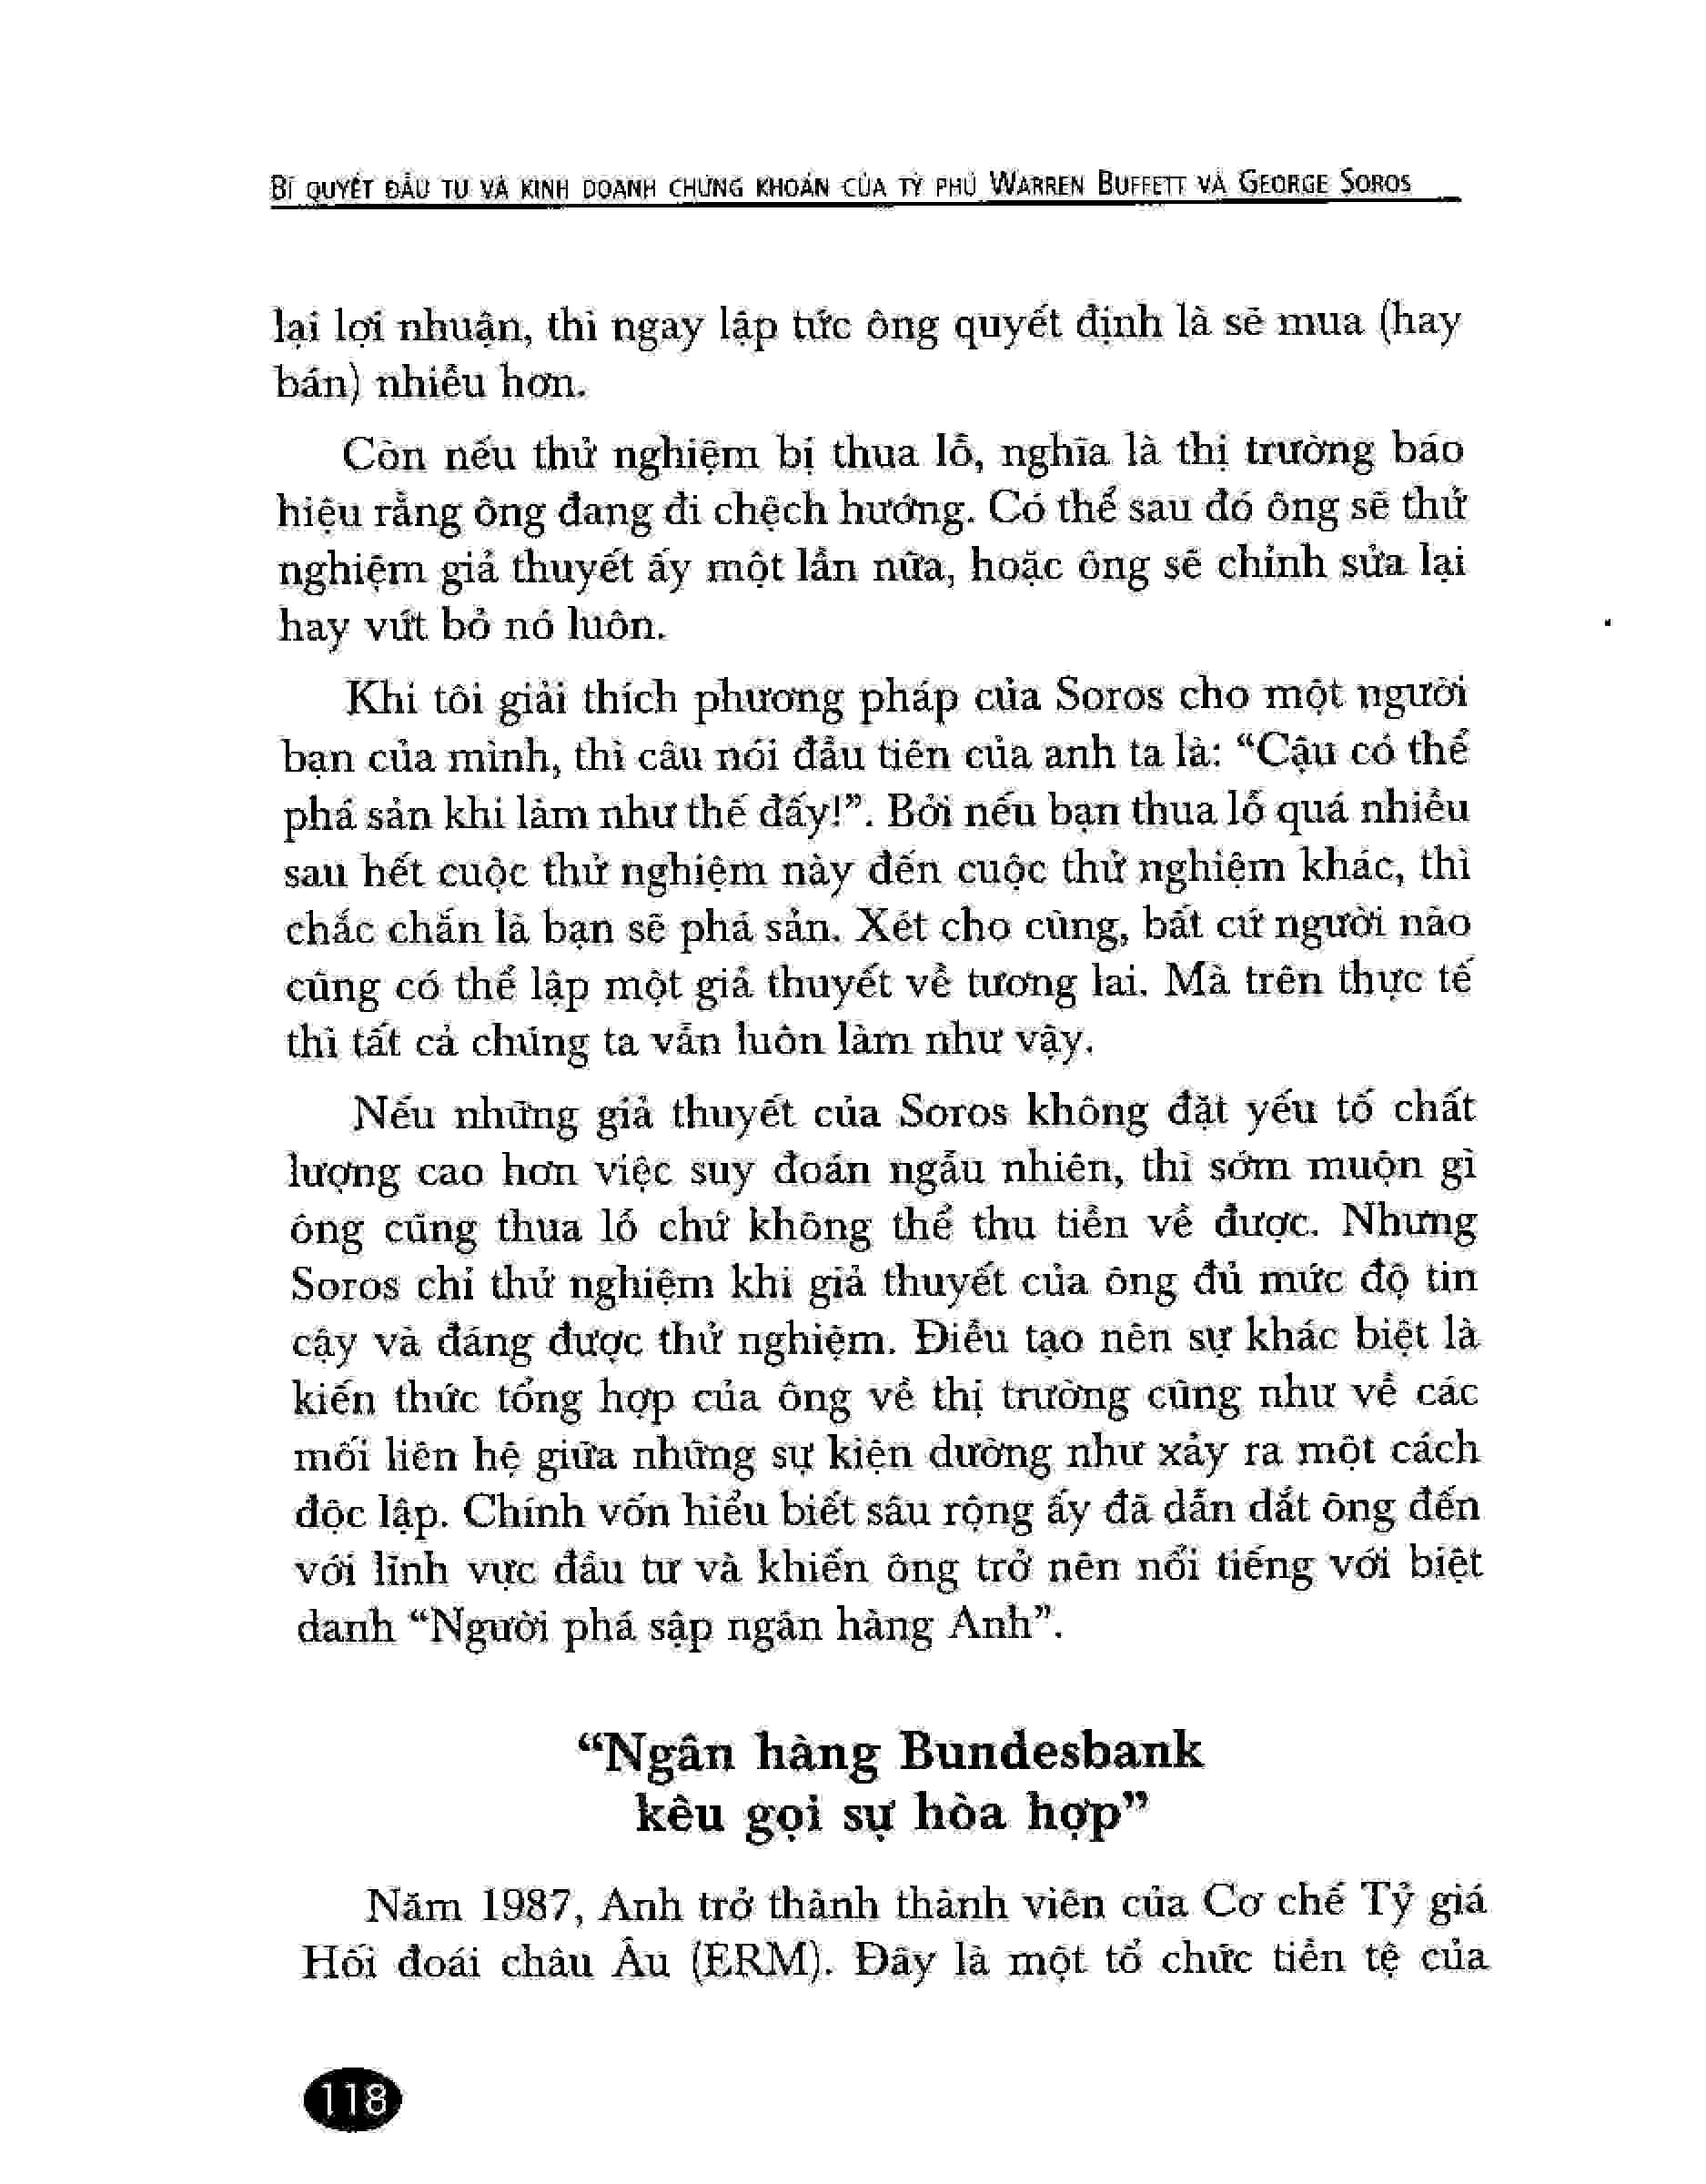 BÍ QUYẾT ĐẦU TƯ VÀ KINH DOANH CHỨNG KHOÁN CỦA TỶ PHÚ WARREN BUFFETT VÀ GEORGE SOROS
lại lợi nhuận, thì ngay lập tức ông quyết định là sẽ mua (hay
bán) nhiều hơn.
Còn nếu thử nghiệm bị thua lỗ, nghĩa là thị trường báo
hiệu rằng ông đang đi chệch hướng. Có thể sau đó ông sẽ thử
nghiệm giả thuyết ấy một lần nữa, hoặc ông sẽ chỉnh sửa lại
hay vứt bỏ nó luôn.
Khi tôi giải thích phương pháp của Soros cho một người
bạn của mình, thì câu nói đầu tiên của anh ta là: “Cậu có thể
phá sản khi làm như thế đấy!”. Bởi nếu bạn thua lỗ quá nhiều
sau hết cuộc thử nghiệm này đến cuộc thử nghiệm khác, thì
chắc chắn là bạn sẽ phá sản. Xét cho cùng, bất cứ người nào
cũng có thể lập một giả thuyết về tương lai. Mà trên thực tế
thì tất cả chúng ta vẫn luôn làm như vậy.
Nếu những giả thuyết của Soros không đặt yếu tố chất
lượng cao hơn việc suy đoán ngẫu nhiên, thì sớm muộn gì
ông cũng thua lỗ chứ không thể thu tiền về được. Nhưng
Soros chỉ thử nghiệm khi giả thuyết của ông đủ mức độ tin
cậy và đáng được thử nghiệm. Điều tạo nên sự khác biệt là
kiến thức tổng hợp của ông về thị trường cũng như về các
mối liên hệ giữa những sự kiện dường như xảy ra một cách
độc lập. Chính vốn hiểu biết sâu rộng ấy đã dẫn dắt ông đến
với lĩnh vực đầu tư và khiến ông trở nên nổi tiếng với biệt
danh “Người phá sập ngân hàng Anh”.
“Ngân hàng Bundesbank
kêu gọi sự hòa hợp”
Năm 1987, Anh trở thành thành viên của Cơ chế Tỷ giá
Hối đoái châu Âu (ERM). Đây là một tổ chức tiền tệ của
118